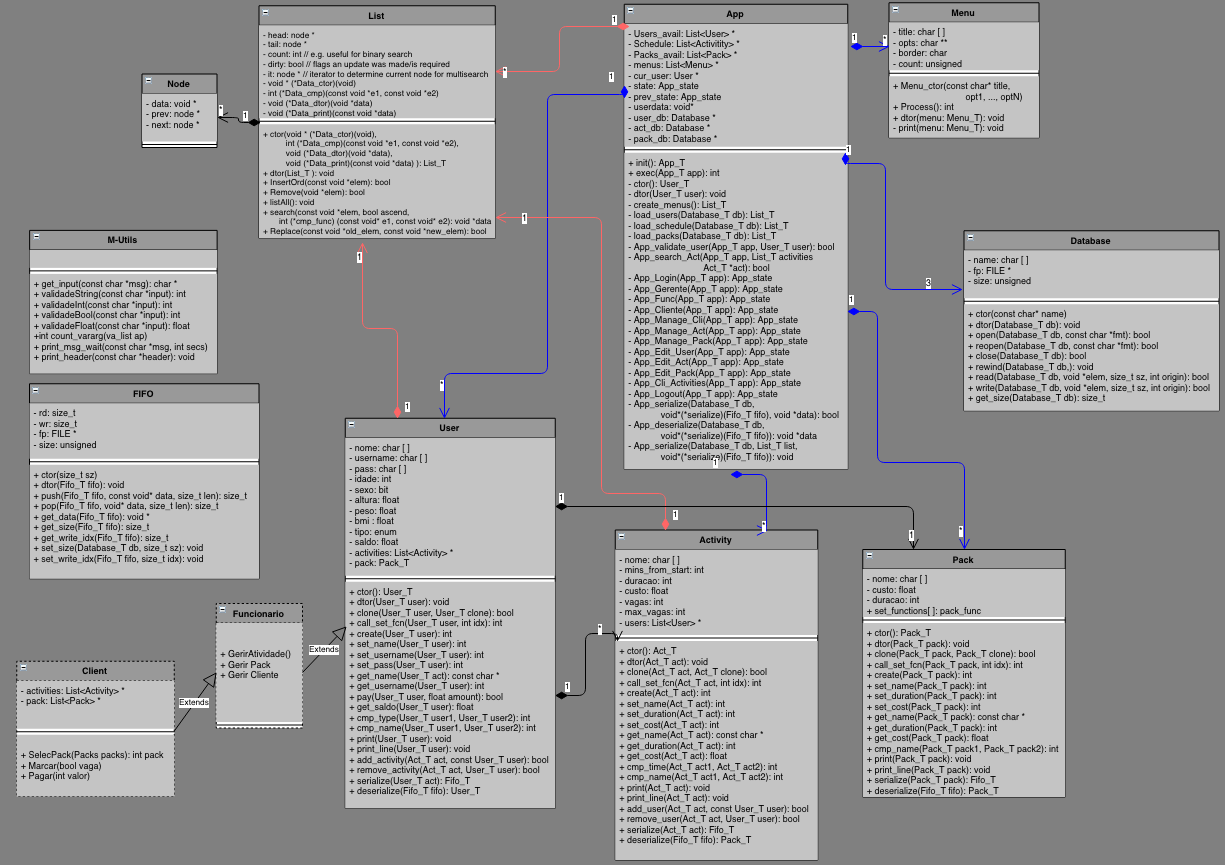 List
- head: node *
- tail: node *
- count: int // e.g. useful for binary search
- dirty: bool // flags an update was made/is required
- it: node * // iterator to determine current node for multisearch
- void * (*Data_ctor)(void)
- int (*Data_cmp)(const void *e1, const void *e2)
- void (*Data_dtor)(void *data)
- void (*Data_print)(const void *data)
+ ctor(void * (*Data_ctor)(void),
int (*Data_cmp)(const void *e1, const void *e2),
void (*Data_dtor)(void *data),
void (*Data_print)(const void *data) ): List_T
+ dtor(List_T ): void
+ InsertOrd(const void *elem): bool
+ Remove(void *elem): bool
+ listAll(): void
+ search(const void *elem, bool ascend,
int (*cmp_func) (const void* e1, const void* e2): void *data
+ Replace(const void *old_elem, const void *new_elem): bool
Node
- data: void *
- prev: node *
- next: node *
*
1
1
*
1
1
App
- Users_avail: List<User> *
- Schedule: List<Activitity> *
- Packs_avail: List<Pack> *
- menus: List<Menu> *
- cur_user: User *
- state: App_state
- prev_state: App_state
- userdata: void*
- user_db: Database *
- act_db: Database *
- pack_db: Database *
+ init(): App_T
+ exec(App_T app): int
- ctor(): User_T
- dtor(User_T user): void
- create_menus(): List_T
- load_users(Database_T db): List_T
- load_schedule(Database_T db): List_T
- load_packs(Database_T db): List_T
- App_validate_user(App_T app, User_T user): bool
- App_search_Act(App_T app, List_T activities
Act_T *act): bool
- App_Login(App_T app): App_state
- App_Gerente(App_T app): App_state
- App_Func(App_T app): App_state
- App_Cliente(App_T app): App_state
- App_Manage_Cli(App_T app): App_state
- App_Manage_Act(App_T app): App_state
- App_Manage_Pack(App_T app): App_state
- App_Edit_User(App_T app): App_state
- App_Edit_Act(App_T app): App_state
- App_Edit_Pack(App_T app): App_state
- App_Cli_Activities(App_T app): App_state
- App_Logout(App_T app): App_state
- App_serialize(Database_T db,
void*(*serialize)(Fifo_T fifo), void *data): bool
- App_deserialize(Database_T db,
void*(*serialize)(Fifo_T fifo)): void *data
- App_serialize(Database_T db, List_T list,
void*(*serialize)(Fifo_T fifo)): void
1
*
1
1
1
Menu
- title: char [ ]
- opts: char **
- border: char
- count: unsigned
+ Menu_ctor(const char* title,
opt1, ..., optN)
+ Process(): int
+ dtor(menu: Menu_T): void
- print(menu: Menu_T): void
3
Database
- name: char [ ]
- fp: FILE *
- size: unsigned
+ ctor(const char* name)
+ dtor(Database_T db): void
+ open(Database_T db, const char* fmt): bool
+ reopen(Database_T db, const char* fmt): bool
+ close(Database_T db): bool
+ rewind(Database_T db,): void
+ read(Database_T db, void *elem, size_t sz, int origin): bool
+ write(Database_T db, void *elem, size_t sz, int origin): bool
+ get_size(Database_T db): size_t
M-Utils
+ get_input(const char *msg): char *
+ validadeString(const char *input): int
+ validadeInt(const char *input): int
+ validadeBool(const char *input): int
+ validadeFloat(const char *input): float
+int count_vararg(va_list ap)
+ print_msg_wait(const char *msg, int secs)
+ print_header(const char *header): void
FIFO
- rd: size_t
- wr: size_t
- fp: FILE *
- size: unsigned
+ ctor(size_t sz)
+ dtor(Fifo_T fifo): void
+ push(Fifo_T fifo, const void* data, size_t len): size_t
+ pop(Fifo_T fifo, void* data, size_t len): size_t
+ get_data(Fifo_T fifo): void *
+ get_size(Fifo_T fifo): size_t
+ get_write_idx(Fifo_T fifo): size_t
+ set_size(Database_T db, size_t sz): void
+ set_write_idx(Fifo_T fifo, size_t idx): void
1
1
*
User
- nome: char [ ]
- username: char [ ]
- pass: char [ ]
- idade: int
- sexo: bit
- altura: float
- peso: float
- bmi : float
- tipo: enum
- saldo: float
- activities: List<Activity> *
- pack: Pack_T
+ ctor(): User_T
+ dtor(User_T user): void
+ clone(User_T user, User_T clone): bool
+ call_set_fcn(User_T user, int idx): int
+ create(User_T user): int
+ set_name(User_T user): int
+ set_username(User_T user): int
+ set_pass(User_T user): int
+ get_name(User_T act): const char *
+ get_username(User_T user): int
+ pay(User_T user, float amount): bool
+ get_saldo(User_T user): float
+ cmp_type(User_T user1, User_T user2): int
+ cmp_name(User_T user1, User_T user2): int
+ print(User_T user): void
+ print_line(User_T user): void
+ add_activity(Act_T act, const User_T user): bool
+ remove_activity(Act_T act, User_T user): bool
+ serialize(User_T act): Fifo_T
+ deserialize(Fifo_T fifo): User_T
1
1
*
1
1
*
Activity
- nome: char [ ]
- mins_from_start: int
- duracao: int
- custo: float
- vagas: int
- max_vagas: int
- users: List<User> *
+ ctor(): Act_T
+ dtor(Act_T act): void
+ clone(Act_T act, Act_T clone): bool
+ call_set_fcn(Act_T act, int idx): int
+ create(Act_T act): int
+ set_name(Act_T act): int
+ set_duration(Act_T act): int
+ set_cost(Act_T act): int
+ get_name(Act_T act): const char *
+ get_duration(Act_T act): int
+ get_cost(Act_T act): float
+ cmp_time(Act_T act1, Act_T act2): int
+ cmp_name(Act_T act1, Act_T act2): int
+ print(Act_T act): void
+ print_line(Act_T act): void
+ add_user(Act_T act, const User_T user): bool
+ remove_user(Act_T act, User_T user): bool
+ serialize(Act_T act): Fifo_T
+ deserialize(Fifo_T fifo): Pack_T
1
*
Pack
- nome: char [ ]
- custo: float
- duracao: int
+ set_functions[ ]: pack_func
+ ctor(): Pack_T
+ dtor(Pack_T pack): void
+ clone(Pack_T pack, Pack_T clone): bool
+ call_set_fcn(Pack_T pack, int idx): int
+ create(Pack_T pack): int
+ set_name(Pack_T pack): int
+ set_duration(Pack_T pack): int
+ set_cost(Pack_T pack): int
+ get_name(Pack_T pack): const char *
+ get_duration(Pack_T pack): int
+ get_cost(Pack_T pack): float
+ cmp_name(Pack_T pack1, Pack_T pack2): int
+ print(Pack_T pack): void
+ print_line(Pack_T pack): void
+ serialize(Pack_T pack): Fifo_T
+ deserialize(Fifo_T fifo): Pack_T
Funcionario
+ GerirAtividade()
+ Gerir Pack
+ Gerir Cliente
Extends
Client
- activities: List<Activity> *
- pack: List<Pack> *
+ SelecPack(Packs packs): int pack
+ Marcar(bool vaga)
+ Pagar(int valor)
Extends